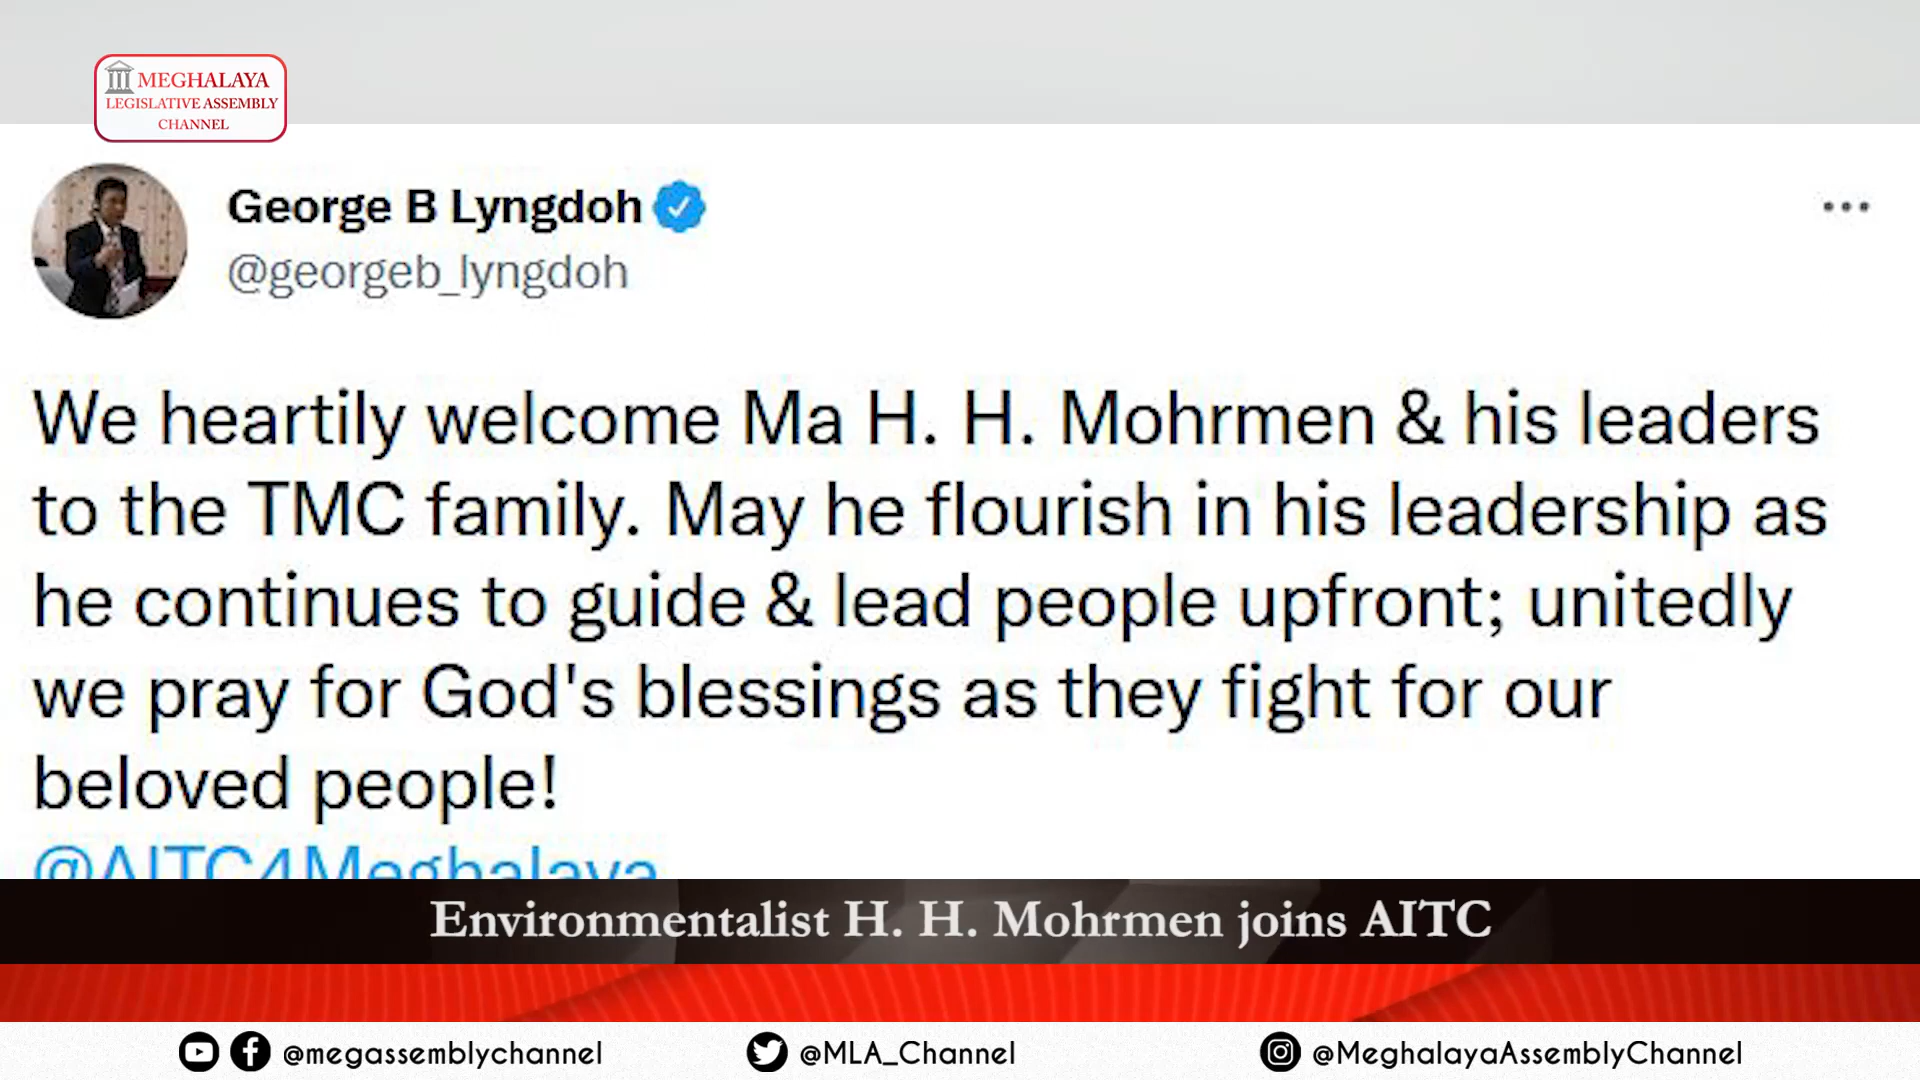 MEGHALAYA
LEGISLATIVE ASSEMBLY
CHANNEL
George B Lyngdoh
@georgeb_lyngdoh
We heartily welcome Ma H. H. Mohrmen & his leaders
to the TMC family. May he flourish in his leadership as
he continues to guide & lead people upfront; unitedly
we pray for God's blessings as they fight for our
beloved people!
@AITC4Meghalaya
Environmentalist H. H. Mohrmen joins AITC
@megassemblychannel
@MLA_Channel
@MeghalayaAssemblyChannel